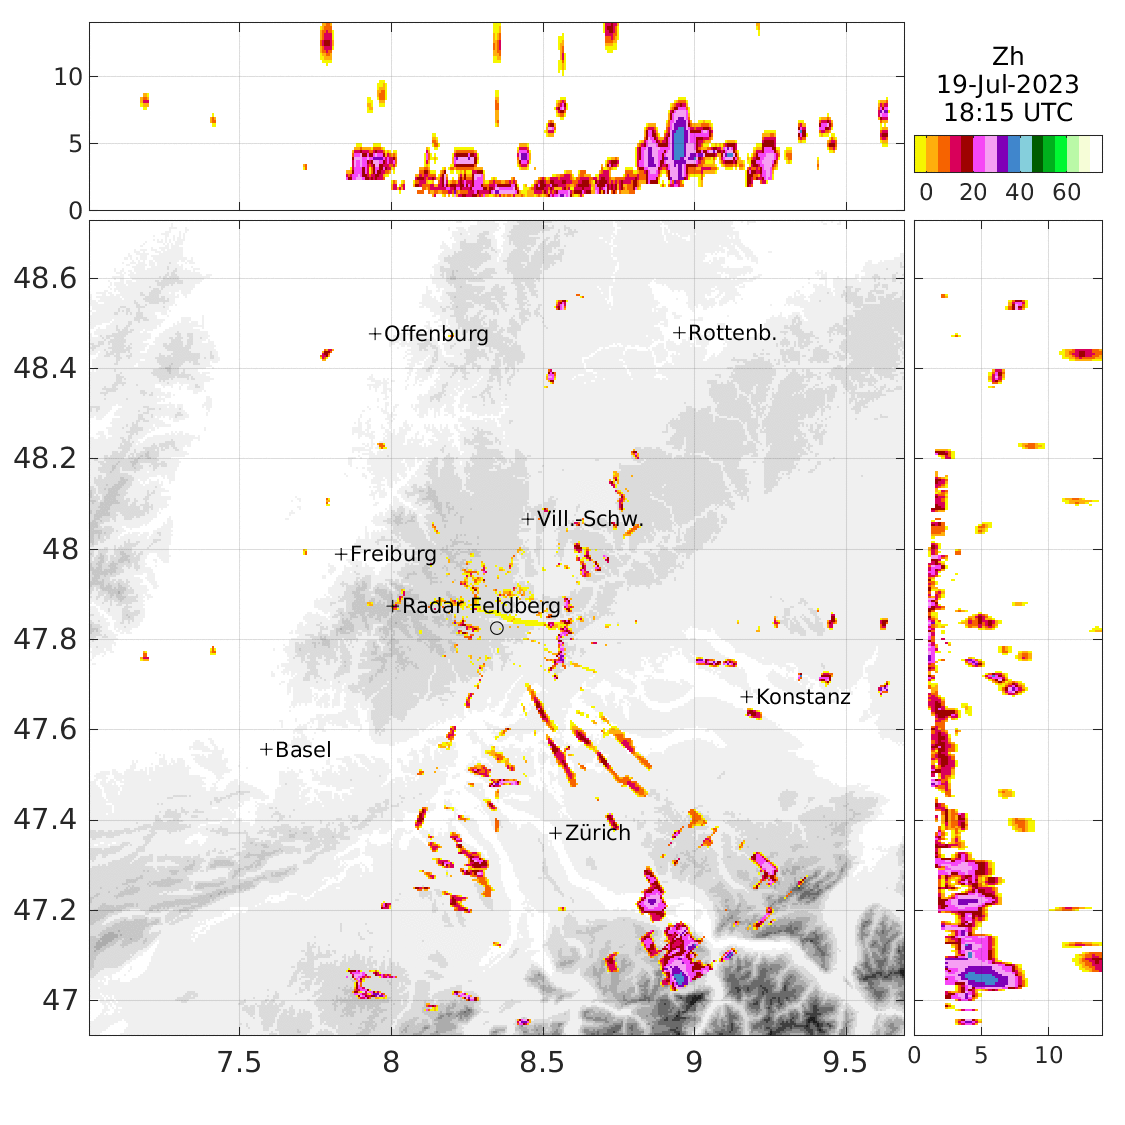 Zh
19-Jul-2023
18:15 UTC
10
5
0
0 20 40 60
48.6
48.4
48.2
48
47.8
47.6
47.4
47.2
47
+Offenburg
+Rottenb.
+Vill.-Schw.
+Freiburg
+Radar Feldberg
+Konstanz
+Basel
+Zürich
7.5 8 8.5 9 9.5
0 5 10